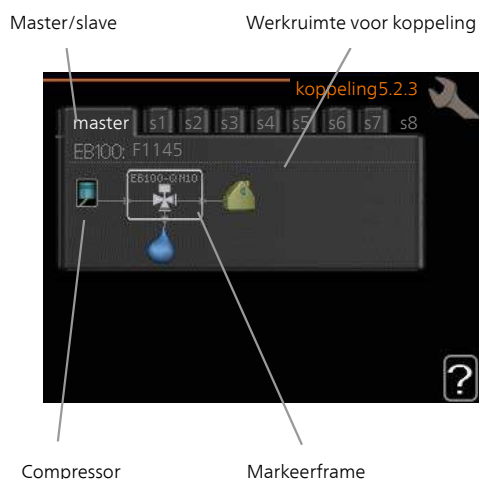 Master/slave
Werkruimte voor koppeling
koppeling5.2.3
master s1 s2 s3 s4 s5 s6 s7 s8
EB100: F1145
EB100-QN10
?
Compressor
Markeerframe